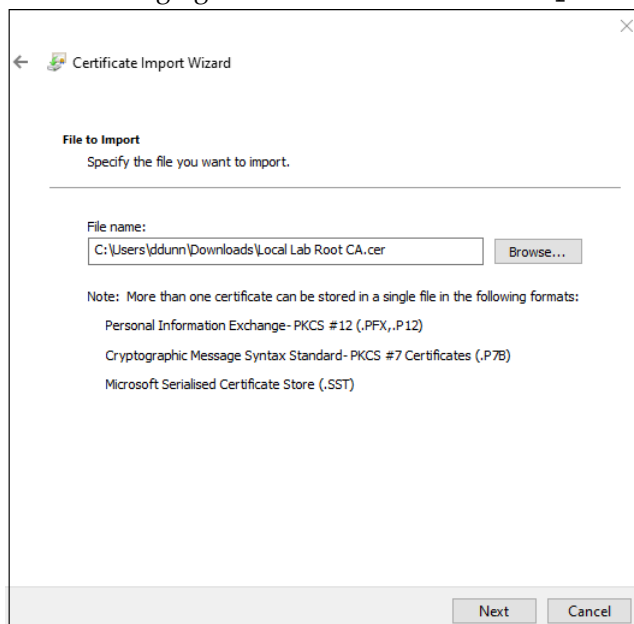 Certificate Import Wizard
File to Import
Specify the file you want to import.
File name:
C:\Users\ddunn\Downloads\Local Lab Root CA.cer
Browse...
Note: More than one certificate can be stored in a single file in the following formats:
Personal Information Exchange- PKCS #12 (.PFX,.P12)
Cryptographic Message Syntax Standard- PKCS #7 Certificates (.P7B)
Microsoft Serialised Certificate Store (.SST)
Next
Cancel